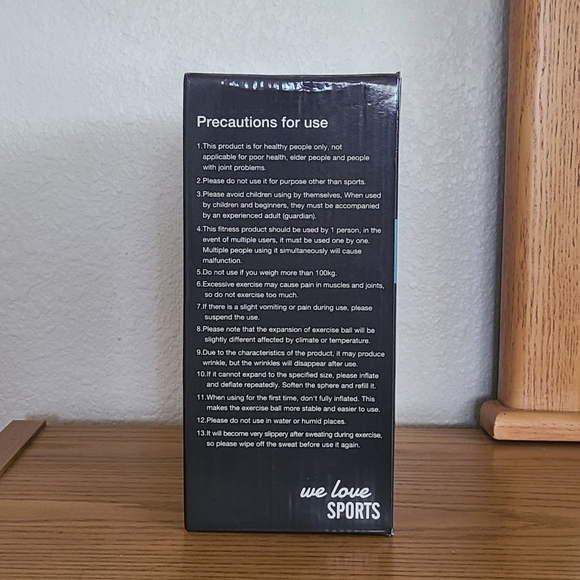 Precautions for use
1.This product is for healthy people only, not
applicable for poor health, elder people and people
with joint problems.
2.Please do not use it for purpose other than sports.
3.Please avoid children using by themselves, When used
by children and beginners, they must be accompanied
by an experienced adult (guardian).
4.This fitness product should be used by 1 person, in the
event of multiple users, it must be used one by one.
Multiple people using it simultaneously will cause
malfunction.
5.Do not use if you weigh more than 100kg.
6.Excessive exercise may cause pain in muscles and joints,
so do not exercise too much.
7.If there is a slight vomiting or pain during use, please
suspend the use.
8.Please note that the expansion of exercise ball will be
slightly different affected by climate or temperature.
9.Due to the characteristics of the product, it may produce
wrinkle, but the wrinkles will disappear after use.
10.If it cannot expand to the specified size, please inflate
and deflate repeatedly. Soften the sphere and refill it.
11.When using for the first time, don't fully inflated. This
makes the exercise ball more stable and easier to use.
12.Please do not use in water or humid places.
13.It will become very slippery after sweating during exercise,
so please wipe off the sweat before use it again.
we love
SPORTS